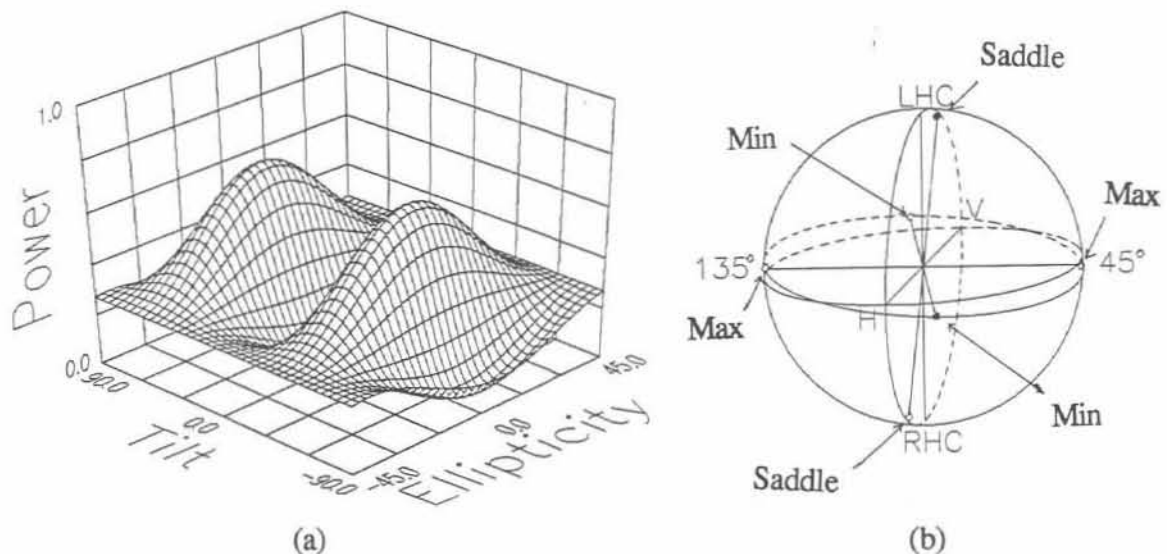 1.0
Power
0.0
90.0
Tilt
0.0
-90.0
-45.0
Ellipticity
0.0
45.0
(a)
Saddle
LHC
Min
V
Max
135°
45°
Max
H
Min
RHC
Saddle
(b)